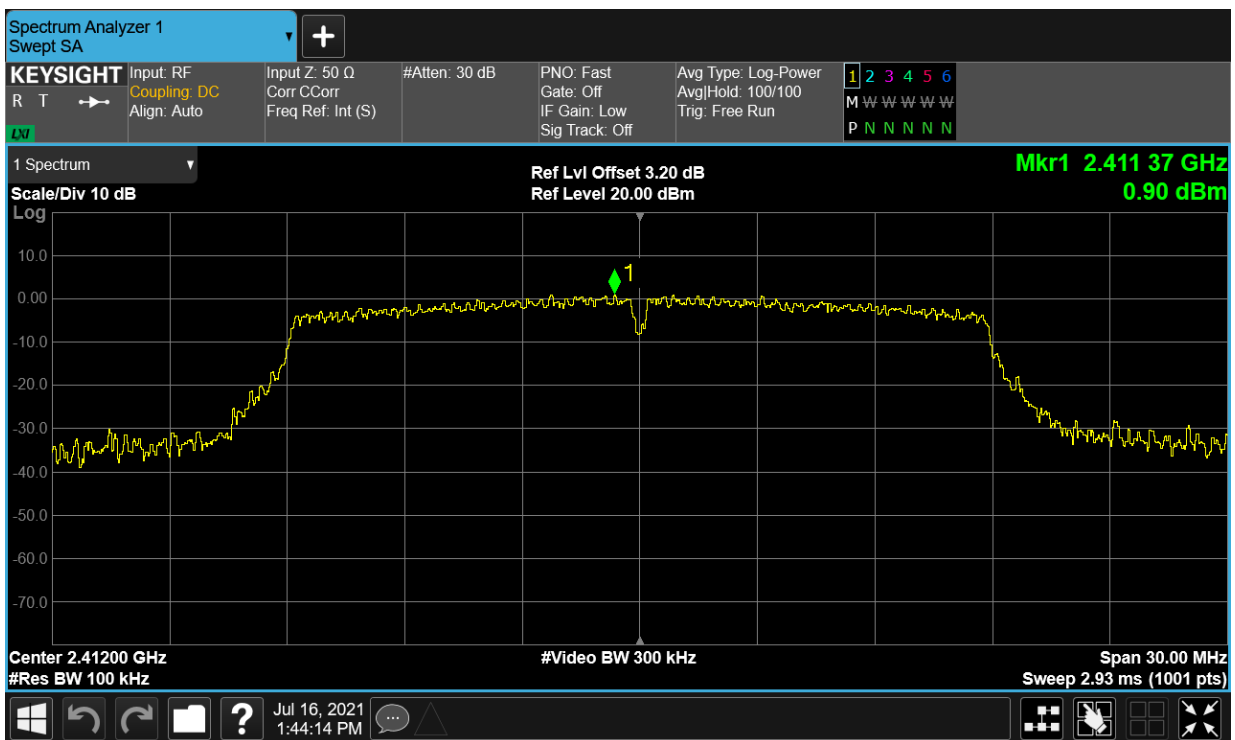 Spectrum Analyzer 1
Swept SA
+
KEYSIGHT
R T
LXI
Input: RF
Coupling: DC
Align: Auto
Input Z: 50 Ω
Corr CCorr
Freq Ref: Int (S)
#Atten: 30 dB
PNO: Fast
Gate: Off
IF Gain: Low
Sig Track: Off
Avg Type: Log-Power
Avg|Hold: 100/100
Trig: Free Run
1 2 3 4 5 6
M W W W W W
P N N N N N
1 Spectrum
Scale/Div 10 dB
Ref Lvl Offset 3.20 dB
Ref Level 20.00 dBm
Mkr1 2.411 37 GHz
0.90 dBm
Log
10.0
0.00
-10.0
-20.0
-30.0
-40.0
-50.0
-60.0
-70.0
1
Center 2.41200 GHz
#Res BW 100 kHz
#Video BW 300 kHz
Span 30.00 MHz
Sweep 2.93 ms (1001 pts)
?
Jul 16, 2021
1:44:14 PM